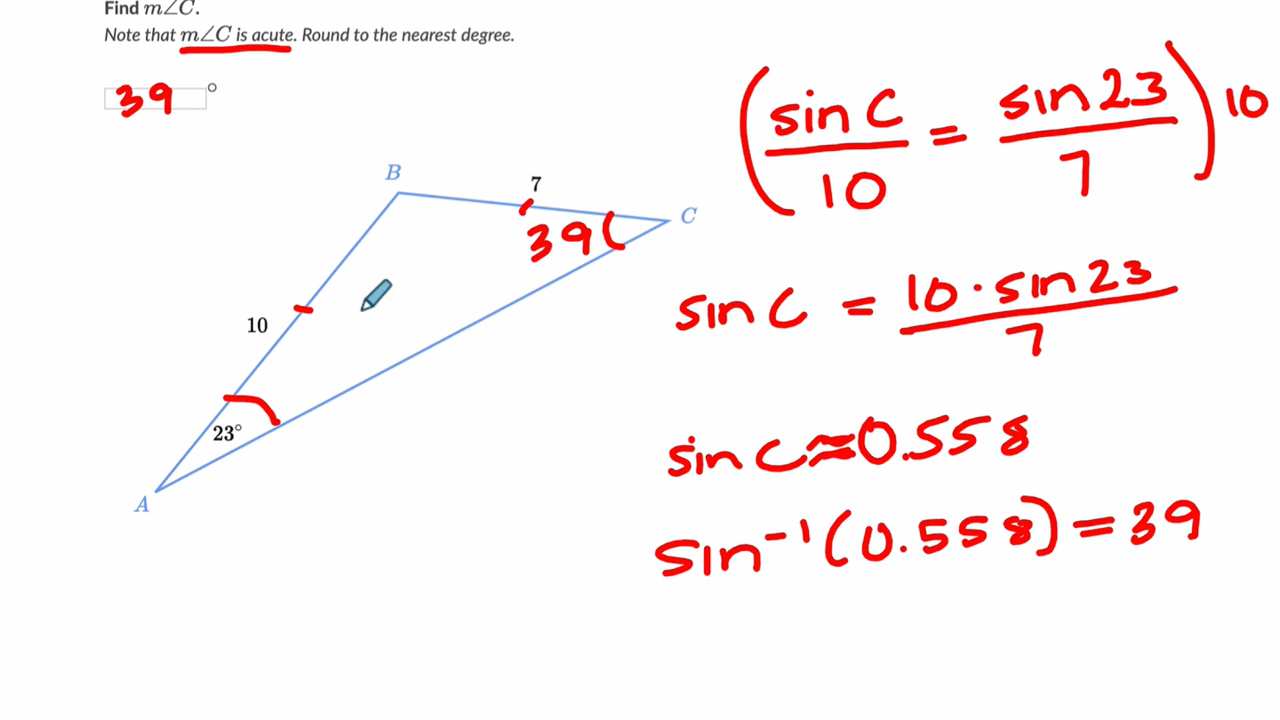 Find m∠C.
Note that m∠C is acute. Round to the nearest degree.
39 °
(sin C / 10 = sin 23 / 7) 10
B
7
C
39
10
23°
A
sin C = 10 · sin 23 / 7
sin C ≈ 0.558
sin⁻¹(0.558) = 39